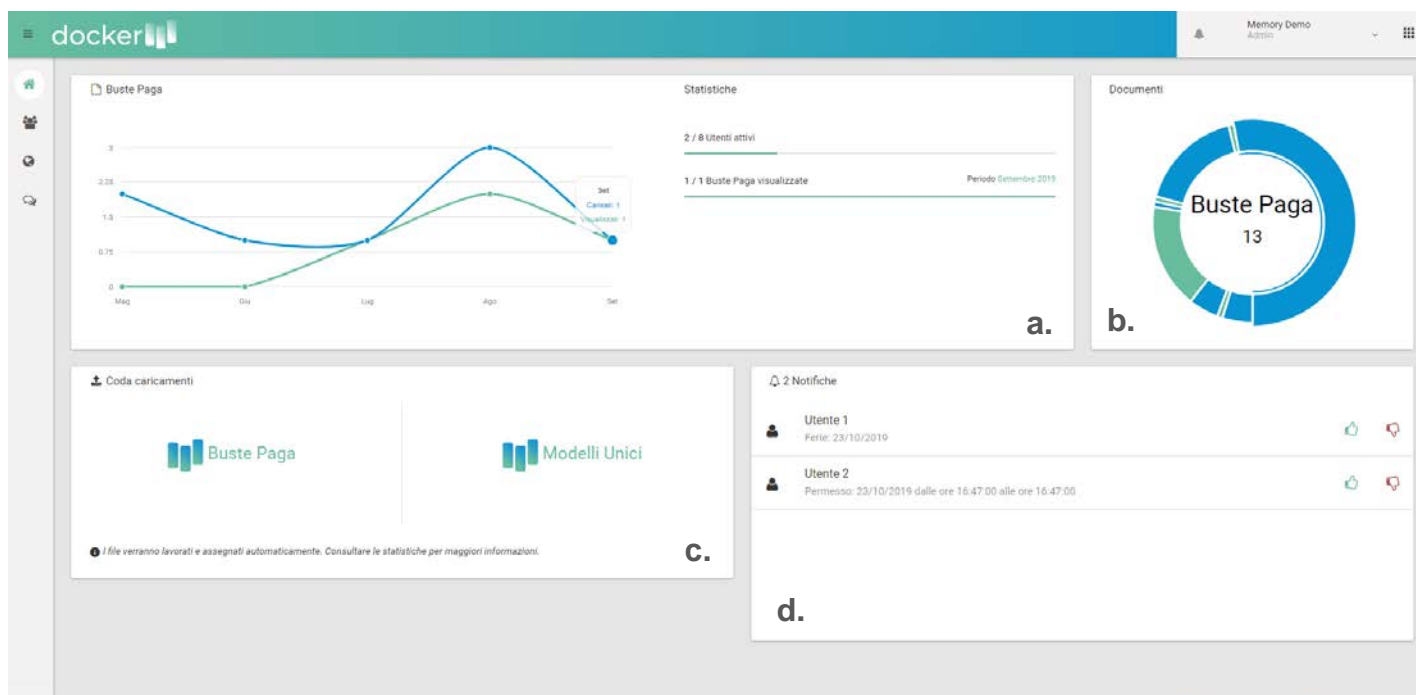 docker
Memory Demo
Admin
Buste Paga
3
2.25
1.5
0.75
0
Mag
Giu
Lug
Ago
Set
Set
Caricati: 1
Visualizzati: 1
Statistiche
2 / 8 Utenti attivi
1 / 1 Buste Paga visualizzate
Periodo Settembre 2019
a.
Documenti
Buste Paga
13
b.
Coda caricamenti
Buste Paga
Modelli Unici
I file verranno lavorati e assegnati automaticamente. Consultare le statistiche per maggiori informazioni.
c.
2 Notifiche
Utente 1
Ferie: 23/10/2019
Utente 2
Permesso: 23/10/2019 dalle ore 16:47:00 alle ore 16:47:00
d.